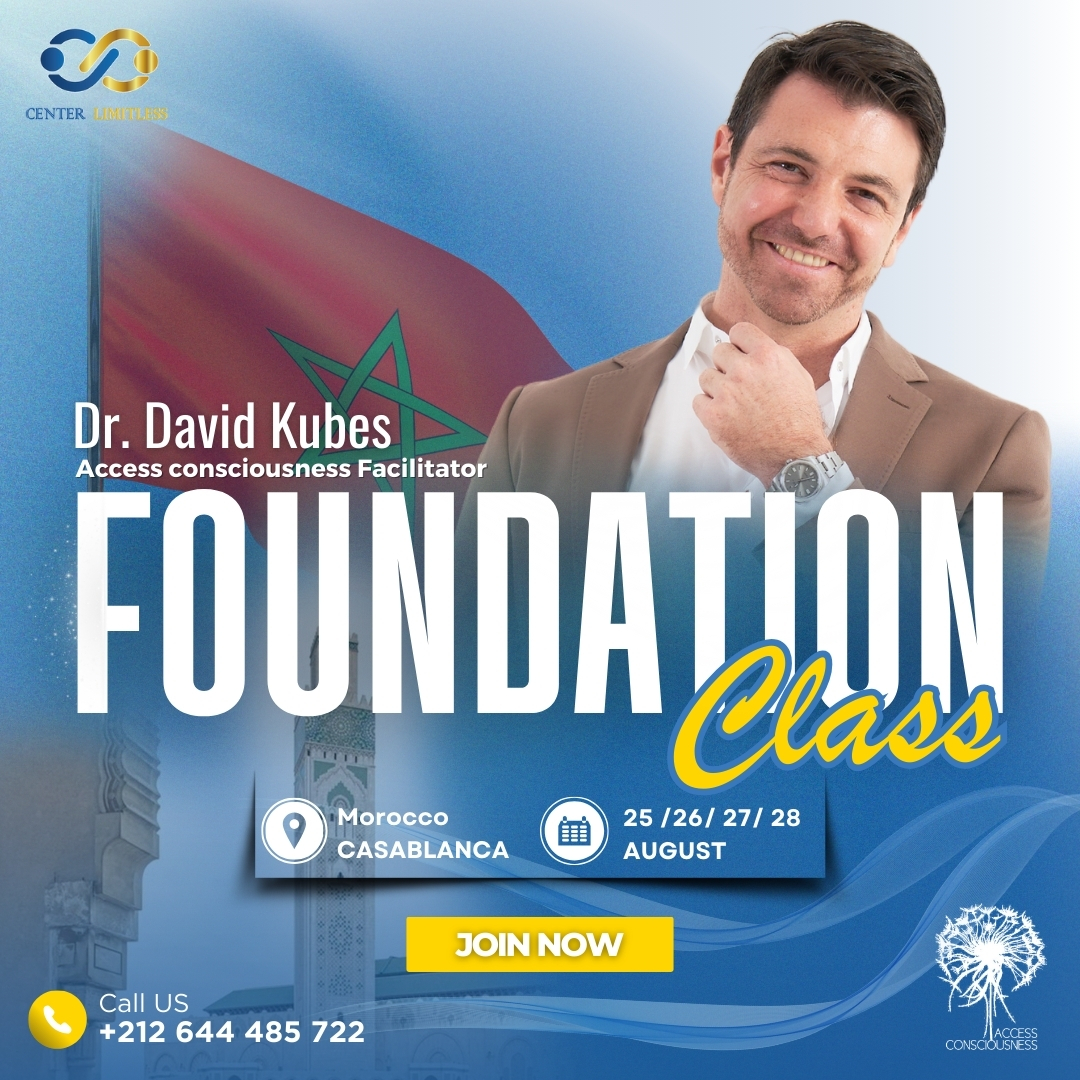 CENTER LIMITLESS
Dr. David Kubes
Access consciousness Facilitator
FOUNDATION
Class
Morocco
CASABLANCA
25 /26/ 27/ 28
AUGUST
JOIN NOW
Call US
+212 644 485 722
ACCESS
CONSCIOUSNESS